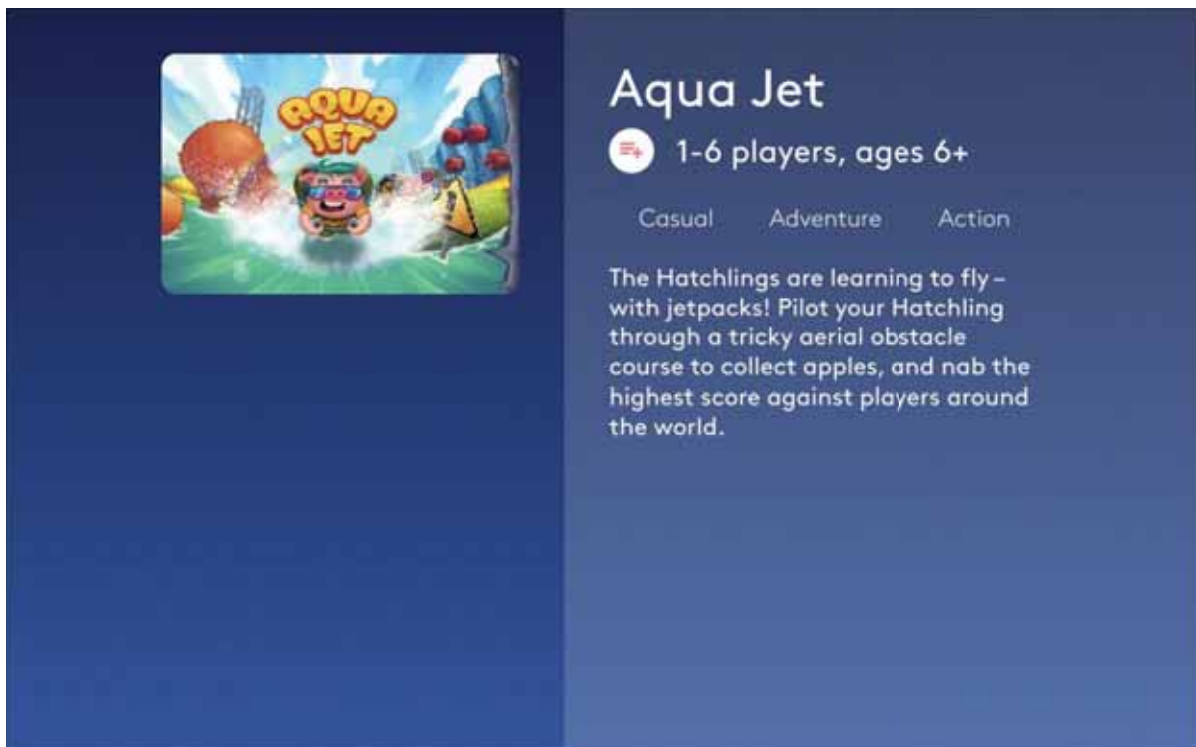 AQUA
JET
Aqua Jet
1-6 players, ages 6+
Casual Adventure Action
The Hatchlings are learning to fly –
with jetpacks! Pilot your Hatchling
through a tricky aerial obstacle
course to collect apples, and nab the
highest score against players around
the world.